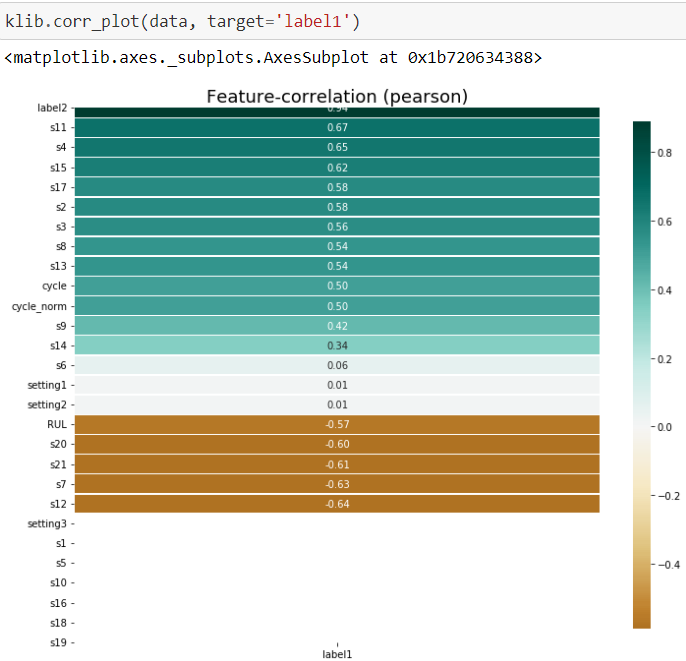 klib.corr_plot(data, target='label1')
<matplotlib.axes._subplots.AxesSubplot at 0x1b720634388>
Feature-correlation (pearson)
label2 0.94
s11 0.67
s4 0.65
s15 0.62
s17 0.58
s2 0.58
s3 0.56
s8 0.54
s13 0.54
cycle 0.50
cycle_norm 0.50
s9 0.42
s14 0.34
s6 0.06
setting1 0.01
setting2 0.01
RUL -0.57
s20 -0.60
s21 -0.61
s7 -0.63
s12 -0.64
setting3
s1
s5
s10
s16
s18
s19
label1
0.8
0.6
0.4
0.2
0.0
−0.2
−0.4